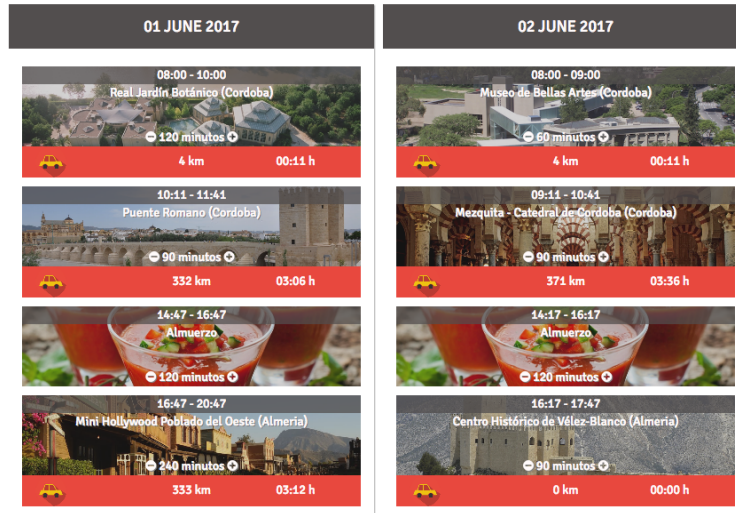 01 JUNE 2017
08:00 - 10:00
Real Jardín Botánico (Cordoba)
120 minutos
4 km 00:11 h
10:11 - 11:41
Puente Romano (Cordoba)
90 minutos
332 km 03:06 h
14:47 - 16:47
Almuerzo
120 minutos
16:47 - 20:47
Mini Hollywood Poblado del Oeste (Almeria)
240 minutos
333 km 03:12 h
02 JUNE 2017
08:00 - 09:00
Museo de Bellas Artes (Cordoba)
60 minutos
4 km 00:11 h
09:11 - 10:41
Mezquita - Catedral de Cordoba (Cordoba)
90 minutos
371 km 03:36 h
14:17 - 16:17
Almuerzo
120 minutos
16:17 - 17:47
Centro Histórico de Vélez-Blanco (Almeria)
90 minutos
0 km 00:00 h